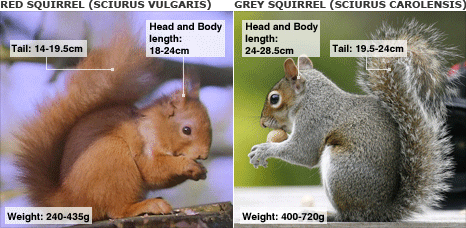 RED SQUIRREL (SCIURUS VULGARIS)
Tail: 14-19.5cm
Head and Body
length:
18-24cm
Weight: 240-435g
GREY SQUIRREL (SCIURUS CAROLENSIS)
Head and Body
length:
24-28.5cm
Tail: 19.5-24cm
Weight: 400-720g